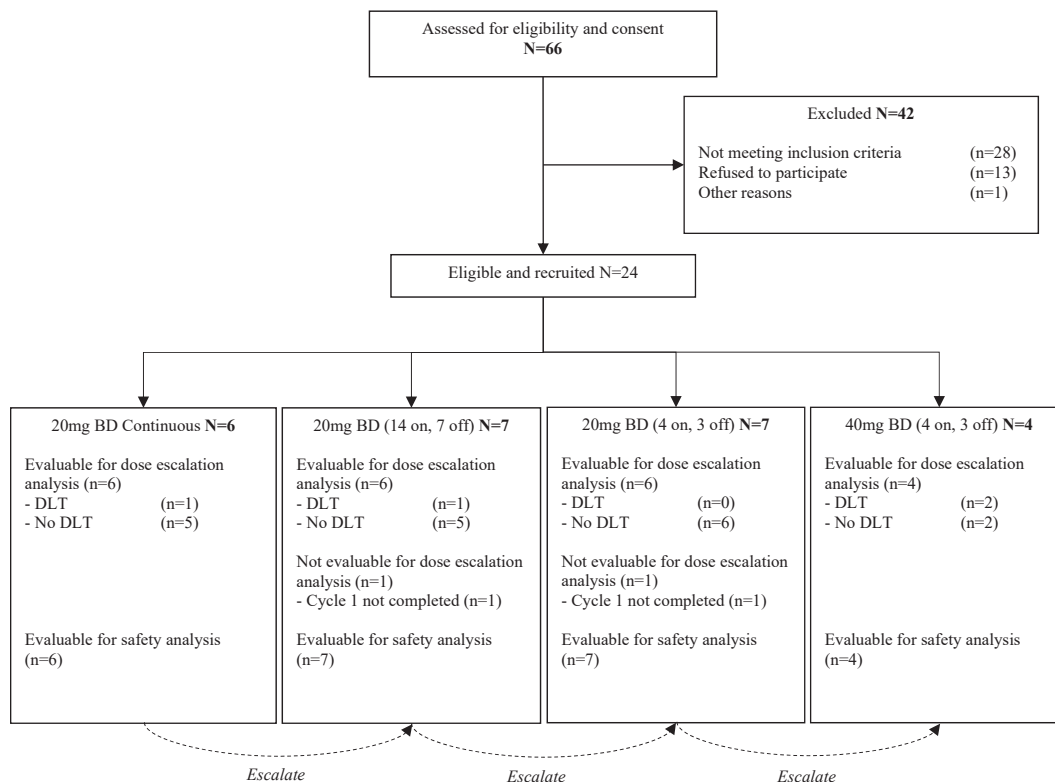 Assessed for eligibility and consent
N=66
Excluded N=42
Not meeting inclusion criteria (n=28)
Refused to participate (n=13)
Other reasons (n=1)
Eligible and recruited N=24
20mg BD Continuous N=6
Evaluable for dose escalation
analysis (n=6)
- DLT (n=1)
- No DLT (n=5)
Evaluable for safety analysis
(n=6)
20mg BD (14 on, 7 off) N=7
Evaluable for dose escalation
analysis (n=6)
- DLT (n=1)
- No DLT (n=5)
Not evaluable for dose escalation
analysis (n=1)
- Cycle 1 not completed (n=1)
Evaluable for safety analysis
(n=7)
20mg BD (4 on, 3 off) N=7
Evaluable for dose escalation
analysis (n=6)
- DLT (n=0)
- No DLT (n=6)
Not evaluable for dose escalation
analysis (n=1)
- Cycle 1 not completed (n=1)
Evaluable for safety analysis
(n=7)
40mg BD (4 on, 3 off) N=4
Evaluable for dose escalation
analysis (n=4)
- DLT (n=2)
- No DLT (n=2)
Evaluable for safety analysis
(n=4)
Escalate
Escalate
Escalate